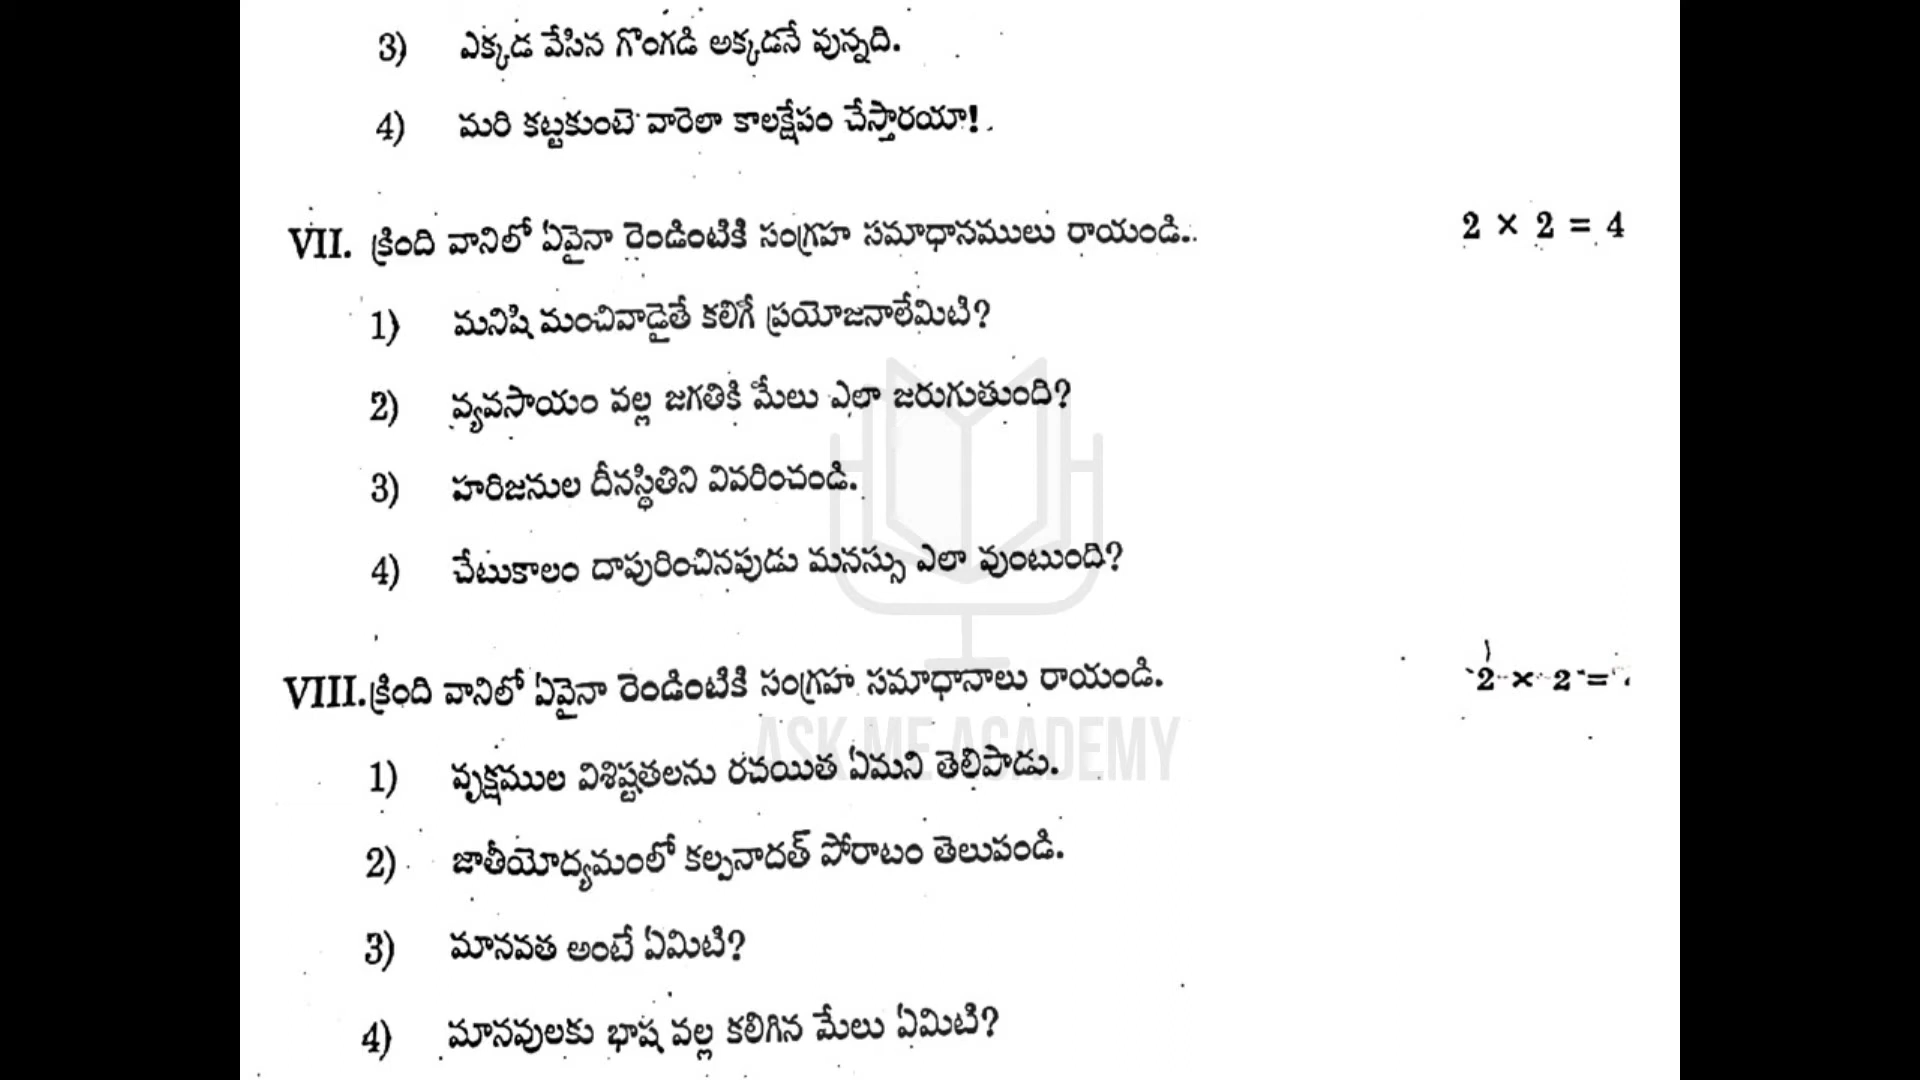 3) ఎక్కడ వేసిన గొంగడి అక్కడనే వున్నది.
4) మరి కట్టకుంటె వారెలా కాలక్షేపం చేస్తారయా!
VII. క్రింది వానిలో ఏవైనా రెండింటికి సంగ్రహ సమాధానములు రాయండి. 2 × 2 = 4
1) మనిషి మంచివాడైతే కలిగే ప్రయోజనాలేమిటి?
2) వ్యవసాయం వల్ల జగతికి మేలు ఎలా జరుగుతుంది?
3) హరిజనుల దీనస్థితిని వివరించండి.
4) చేటుకాలం దాపురించినపుడు మనస్సు ఎలా వుంటుంది?
VIII. క్రింది వానిలో ఏవైనా రెండింటికి సంగ్రహ సమాధానాలు రాయండి. 2 × 2 =
ASK ME ACADEMY
1) వృక్షముల విశిష్టతలను రచయిత ఏమని తెలిపాడు.
2) జాతీయోద్యమంలో కల్పనాదత్ పోరాటం తెలుపండి.
3) మానవత అంటే ఏమిటి?
4) మానవులకు భాష వల్ల కలిగిన మేలు ఏమిటి?